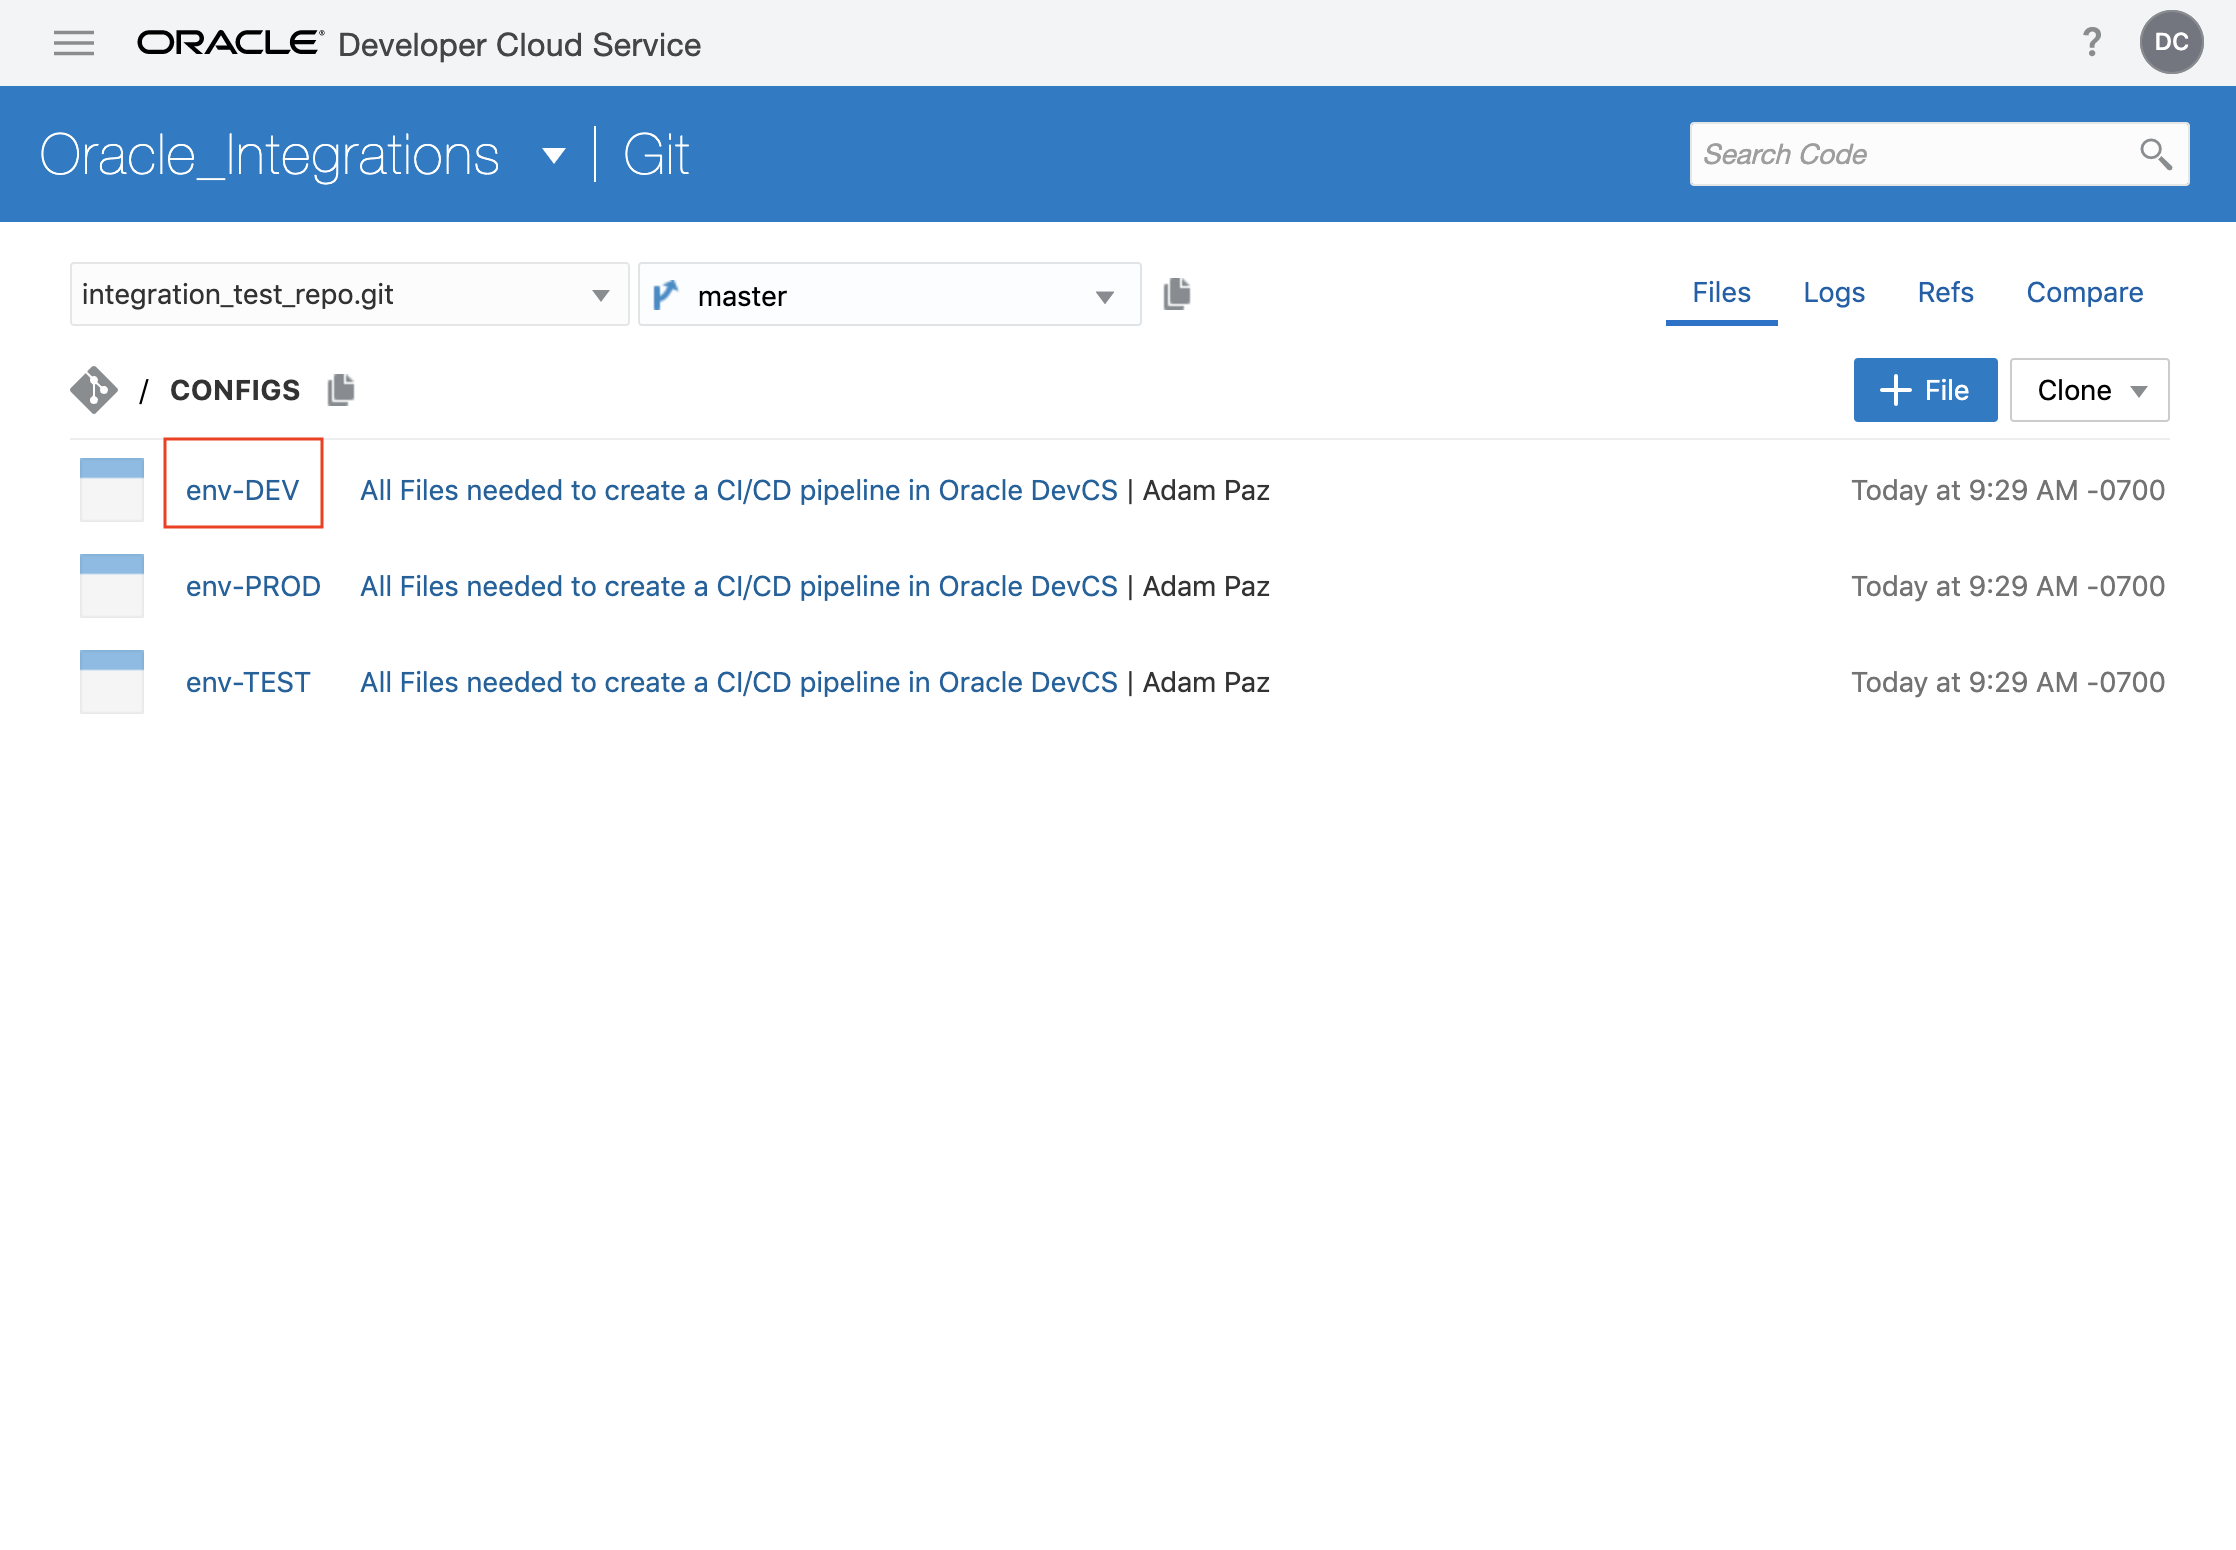 ORACLE® Developer Cloud Service ? DC
Oracle_Integrations | Git Search Code
integration_test_repo.git master Files Logs Refs Compare
/ CONFIGS + File Clone
env-DEV All Files needed to create a CI/CD pipeline in Oracle DevCS | Adam Paz Today at 9:29 AM -0700
env-PROD All Files needed to create a CI/CD pipeline in Oracle DevCS | Adam Paz Today at 9:29 AM -0700
env-TEST All Files needed to create a CI/CD pipeline in Oracle DevCS | Adam Paz Today at 9:29 AM -0700